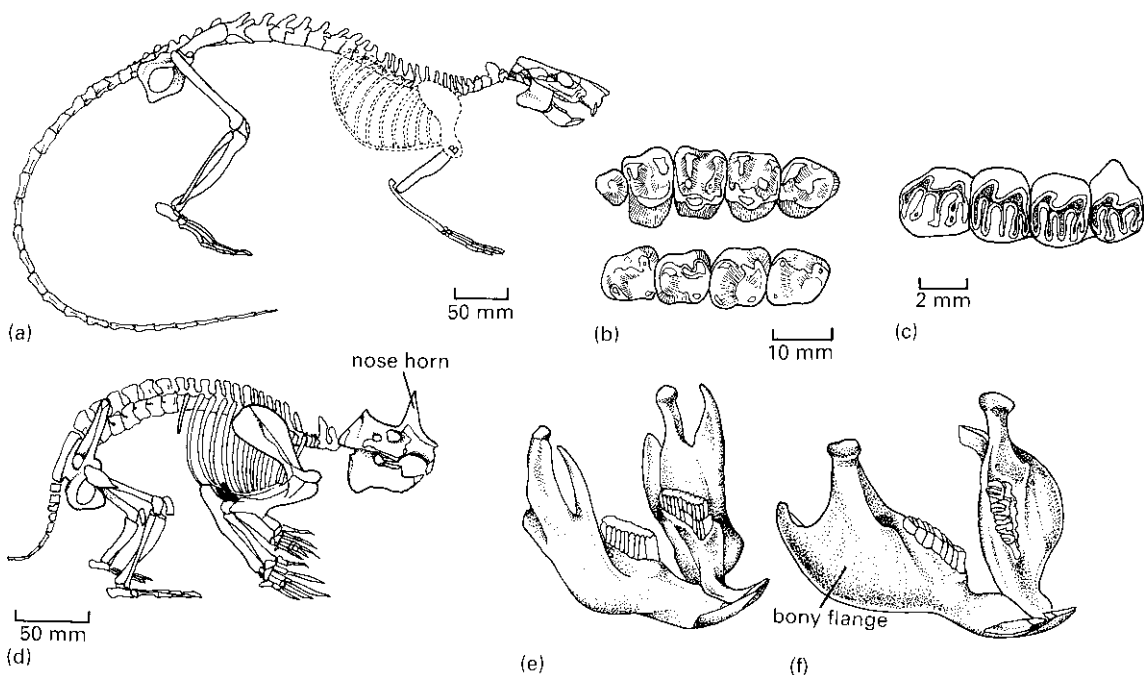 50 mm
(a)
(b)
10 mm
2 mm
(c)
nose horn
50 mm
(d)
(e)
bony flange
(f)